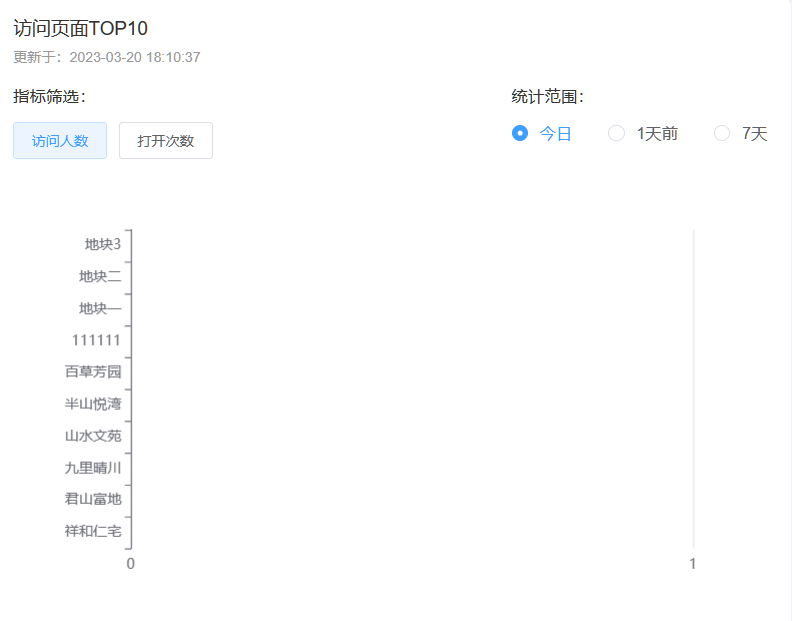 访问页面TOP10
更新于：2023-03-20 18:10:37
指标筛选：
统计范围：
访问人数 打开次数
今日 1天前 7天
地块3
地块二
地块一
111111
百草芳园
半山悦湾
山水文苑
九里晴川
君山富地
祥和仁宅
0 1